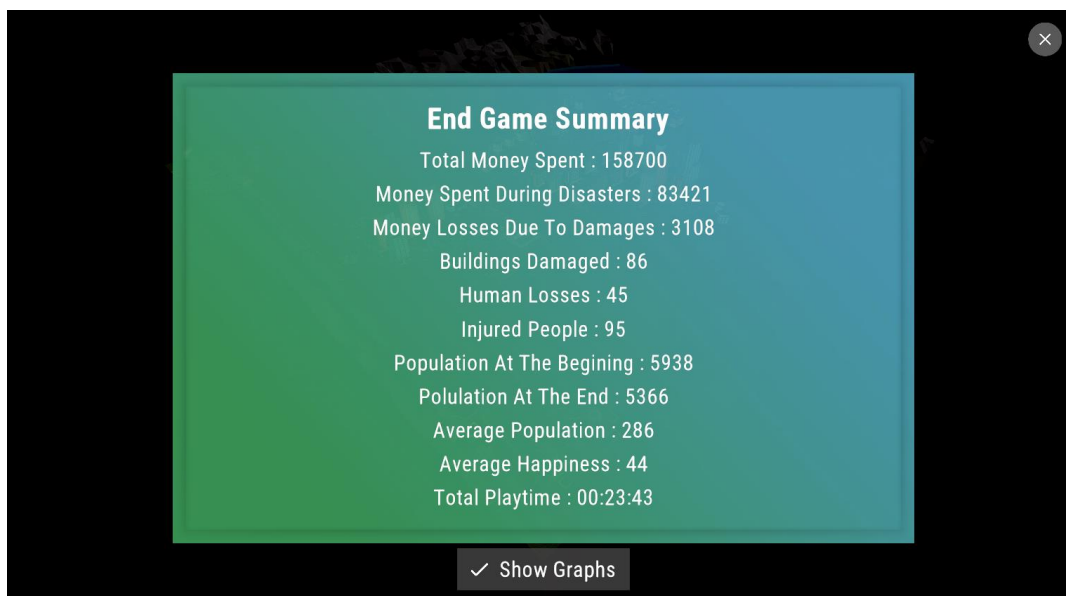 End Game Summary
Total Money Spent : 158700
Money Spent During Disasters : 83421
Money Losses Due To Damages : 3108
Buildings Damaged : 86
Human Losses : 45
Injured People : 95
Population At The Begining : 5938
Polulation At The End : 5366
Average Population : 286
Average Happiness : 44
Total Playtime : 00:23:43
Show Graphs